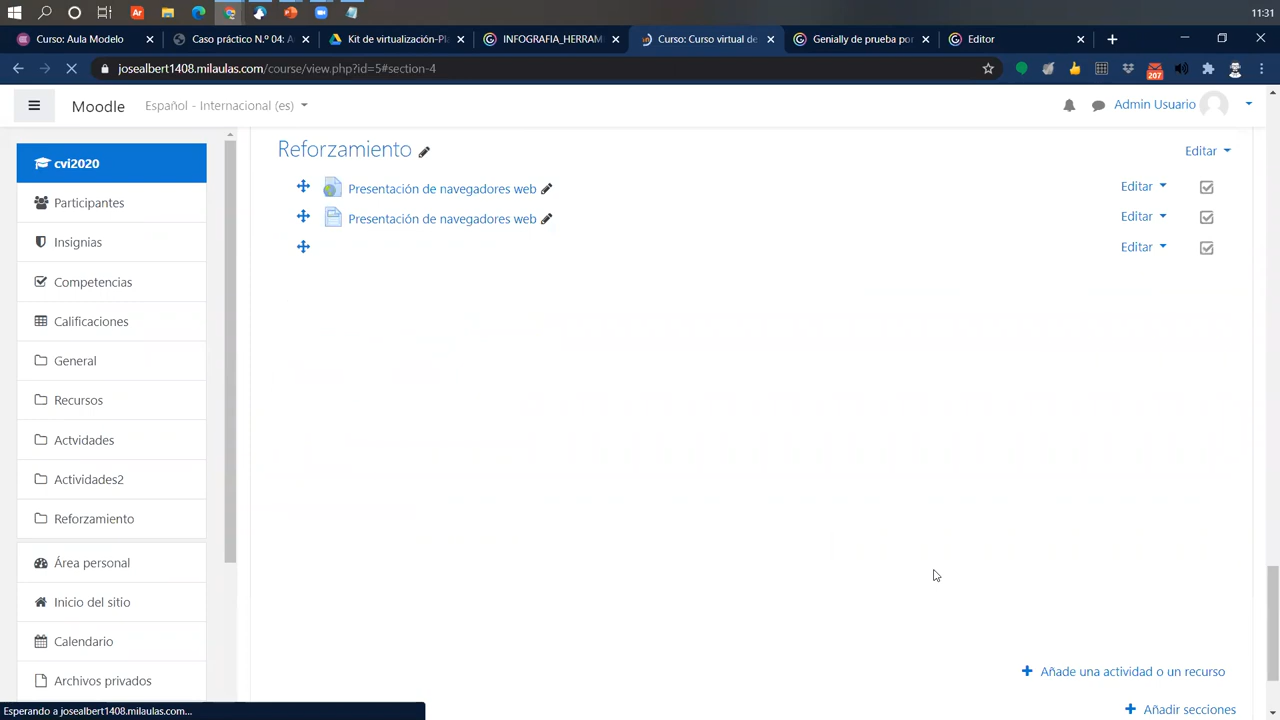 11:31
Curso: Aula Modelo
Caso práctico N.º 04: A
Kit de virtualización-Pl
INFOGRAFIA_HERRAM
Curso: Curso virtual de
Genially de prueba por
Editor
josealbert1408.milaulas.com/course/view.php?id=5#section-4
207
Moodle
Español - Internacional (es)
Admin Usuario
cvi2020
Participantes
Insignias
Competencias
Calificaciones
General
Recursos
Actvidades
Actividades2
Reforzamiento
Área personal
Inicio del sitio
Calendario
Archivos privados
Reforzamiento
Editar
Presentación de navegadores web
Editar
Presentación de navegadores web
Editar
Editar
Añade una actividad o un recurso
Añadir secciones
Esperando a josealbert1408.milaulas.com...